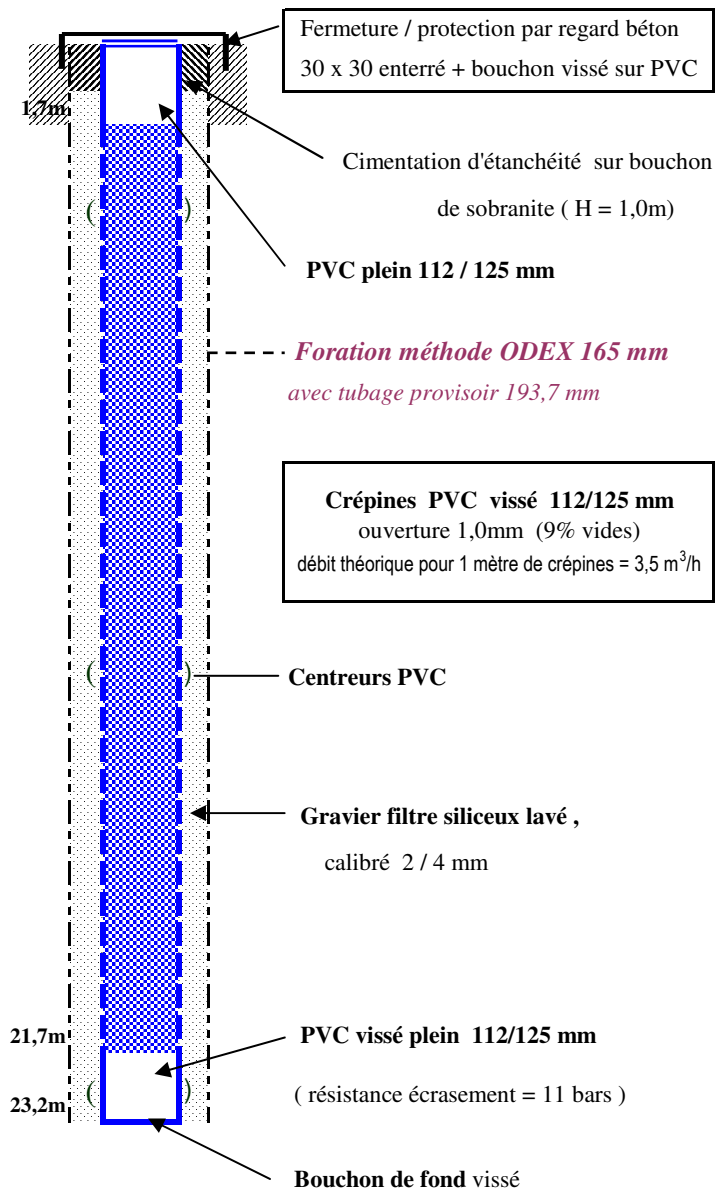 Fermeture / protection par regard béton
30 x 30 enterré + bouchon vissé sur PVC
1,7m
Cimentation d'étanchéité sur bouchon
de sobranite ( H = 1,0m)
PVC plein 112 / 125 mm
Foration méthode ODEX 165 mm
avec tubage provisoir 193,7 mm
Crépines PVC vissé 112/125 mm
ouverture 1,0mm (9% vides)
débit théorique pour 1 mètre de crépines = 3,5 m³/h
Centreurs PVC
Gravier filtre siliceux lavé ,
calibré 2 / 4 mm
21,7m
PVC vissé plein 112/125 mm
( résistance écrasement = 11 bars )
23,2m
Bouchon de fond vissé